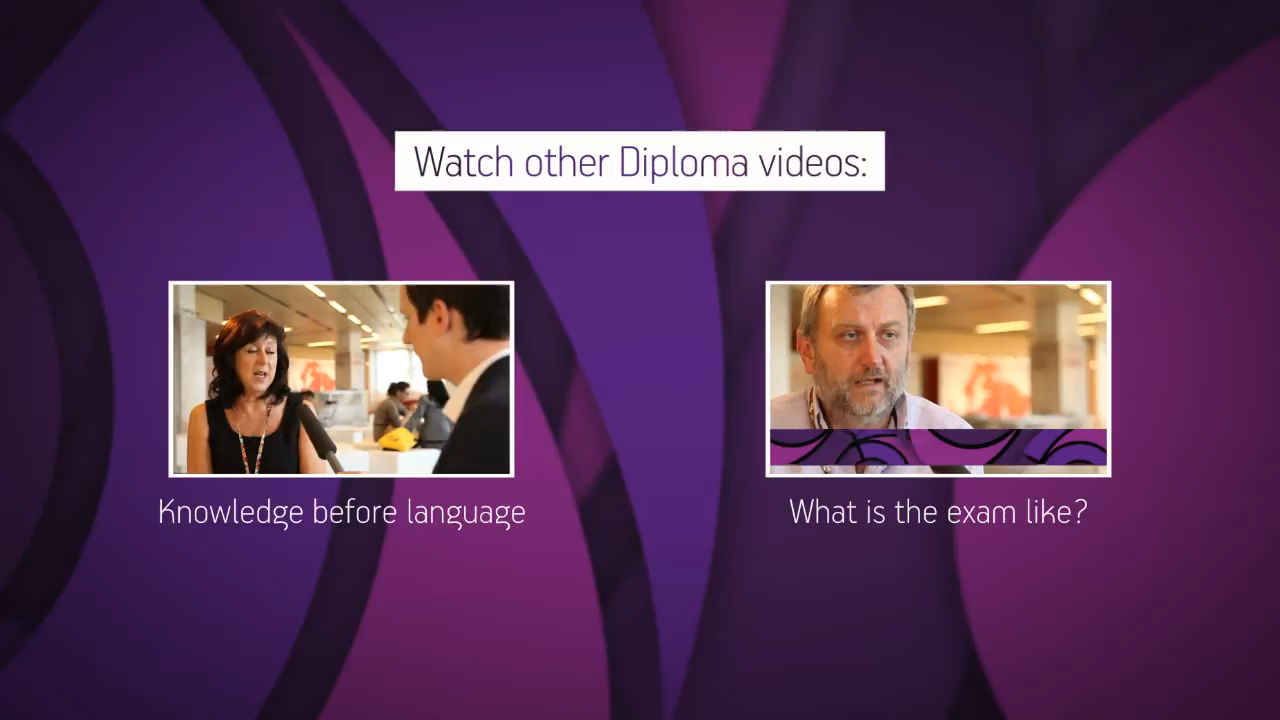 Watch other Diploma videos:
Knowledge before language
What is the exam like?